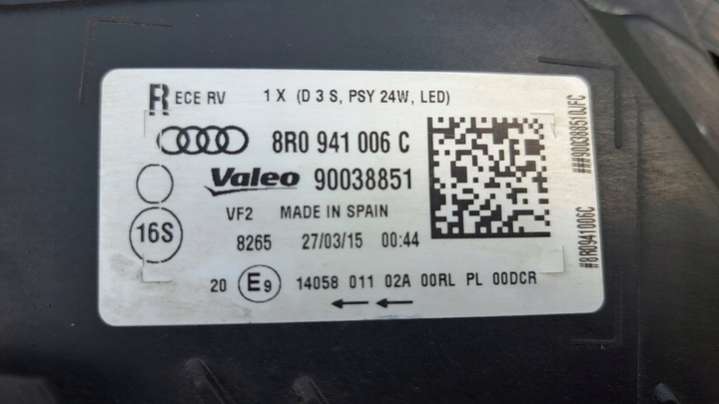 R ECE RV 1 X (D 3 S, PSY 24W, LED)
8R0 941 006 C
Valeo 90038851
VF2 MADE IN SPAIN
16S
8265 27/03/15 00:44
20 E9 14058 011 02A 00RL PL 00DCR
#8R0941006C
###900388510JFC